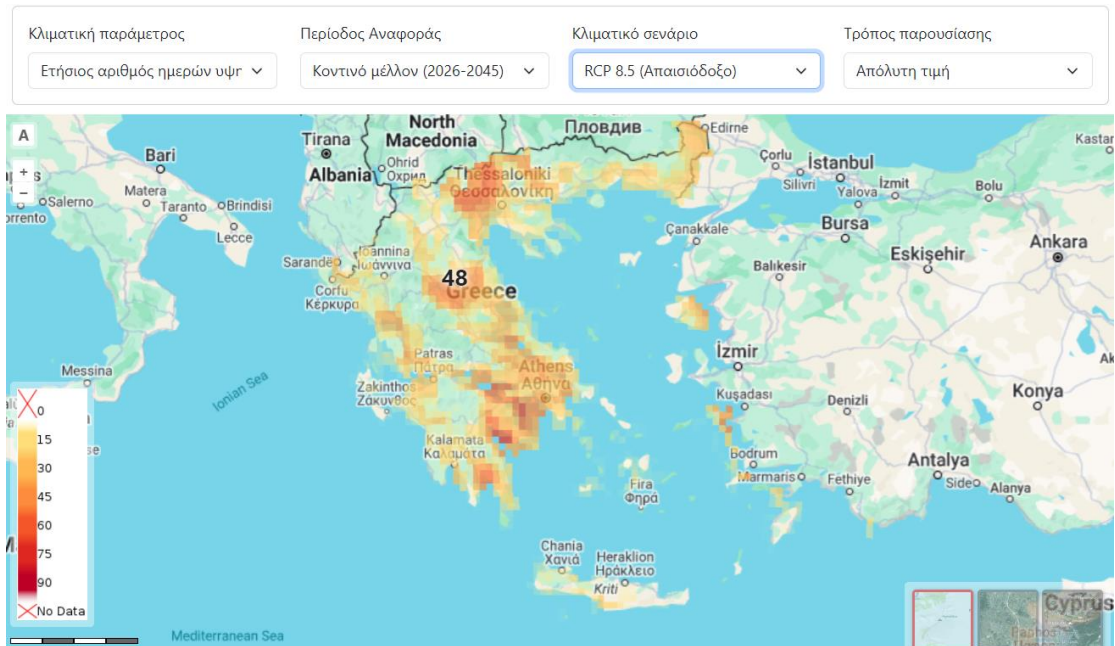 Κλιματική παράμετρος
Περίοδος Αναφοράς
Κλιματικό σενάριο
Τρόπος παρουσίασης
Ετήσιος αριθμός ημερών υψη
Κοντινό μέλλον (2026-2045)
RCP 8.5 (Απαισιόδοξο)
Απόλυτη τιμή
A
+
−
Bari
Matera
Salerno
Taranto
Brindisi
Lecce
Tirana
Albania
North
Macedonia
Ohrid
Охрид
Пловдив
Edirne
Thessaloniki
Θεσσαλονίκη
Çorlu
Silivri
İstanbul
Yalova
İzmit
Bolu
Kastar
Bursa
Çanakkale
Balıkesir
Eskişehir
Ankara
Ioannina
Ιωάννινα
Sarandë
Corfu
Κέρκυρα
48
Greece
Patras
Πάτρα
Athens
Αθήνα
Zakinthos
Ζάκυνθος
Kalamata
Καλαμάτα
İzmir
Kuşadası
Denizli
Konya
Bodrum
Marmaris
Fethiye
Antalya
Side
Alanya
Fira
Φηρά
Chania
Χανιά
Heraklion
Ηράκλειο
Kriti
Messina
Ionian Sea
0
15
30
45
60
75
90
No Data
Mediterranean Sea
Cyprus